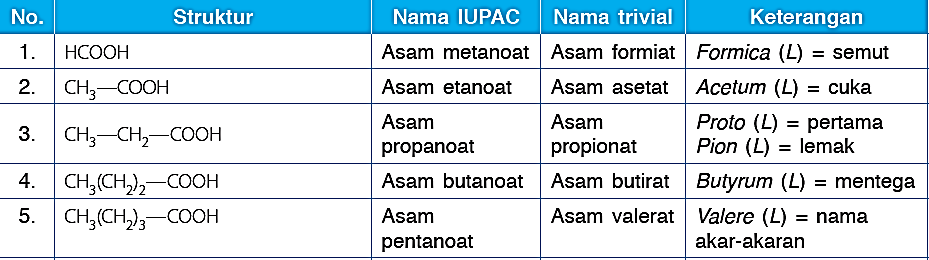 No. Struktur Nama IUPAC Nama trivial Keterangan
1. HCOOH Asam metanoat Asam formiat Formica (L) = semut
2. CH₃—COOH Asam etanoat Asam asetat Acetum (L) = cuka
3. CH₃—CH₂—COOH Asam propanoat Asam propionat Proto (L) = pertama
Pion (L) = lemak
4. CH₃(CH₂)₂—COOH Asam butanoat Asam butirat Butyrum (L) = mentega
5. CH₃(CH₂)₃—COOH Asam pentanoat Asam valerat Valere (L) = nama
akar-akaran